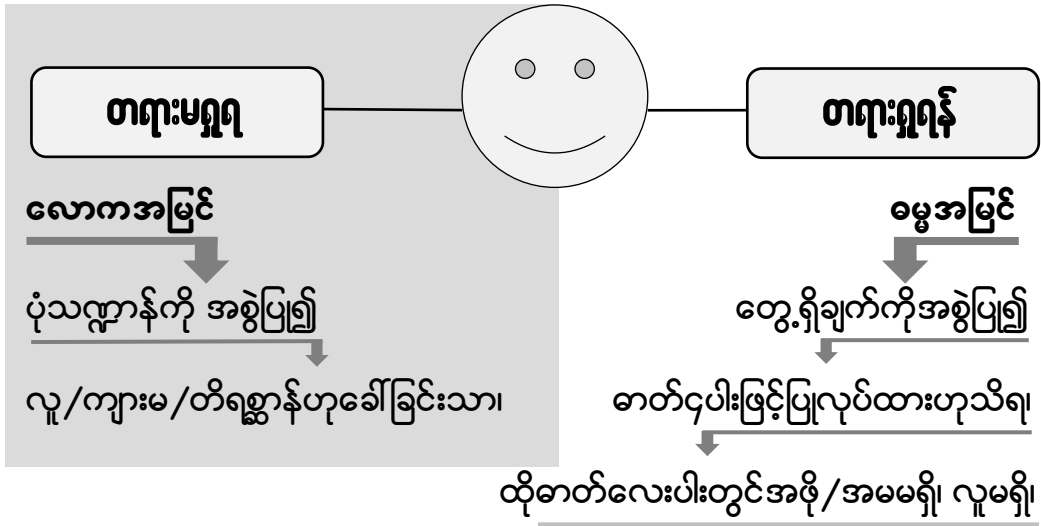 တရားမရှုရ
တရားရှုရန်
လောကအမြင်
ဓမ္မအမြင်
ပုံသဏ္ဍာန်ကို အစွဲပြု၍
တွေ့ရှိချက်ကိုအစွဲပြု၍
လူ/ကျားမ/တိရစ္ဆာန်ဟုခေါ်ခြင်းသာ၊
ဓာတ်၄ပါးဖြင့်ပြုလုပ်ထားဟုသိရ၊
ထိုဓာတ်လေးပါးတွင်အဖို/အမမရှိ၊ လူမရှိ၊